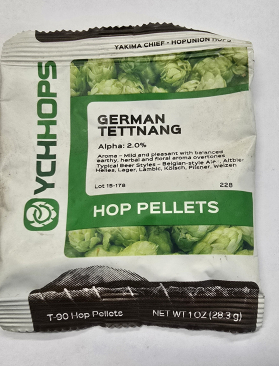 YAKIMA CHIEF - HOPUNION HOPS
YCHHOPS
GERMAN
TETTNANG
Alpha: 2.0%
Aroma - Mild and pleasant with balanced
earthy, herbal and floral aroma overtones
Typical Beer Styles - Belgian-style Ale, Altbier
Helles, Lager, Lambic, Kölsch, Pilsner, Weizen
Lot 15-179
228
HOP PELLETS
T-90 Hop Pellets
NET WT 1 OZ (28.3 g)